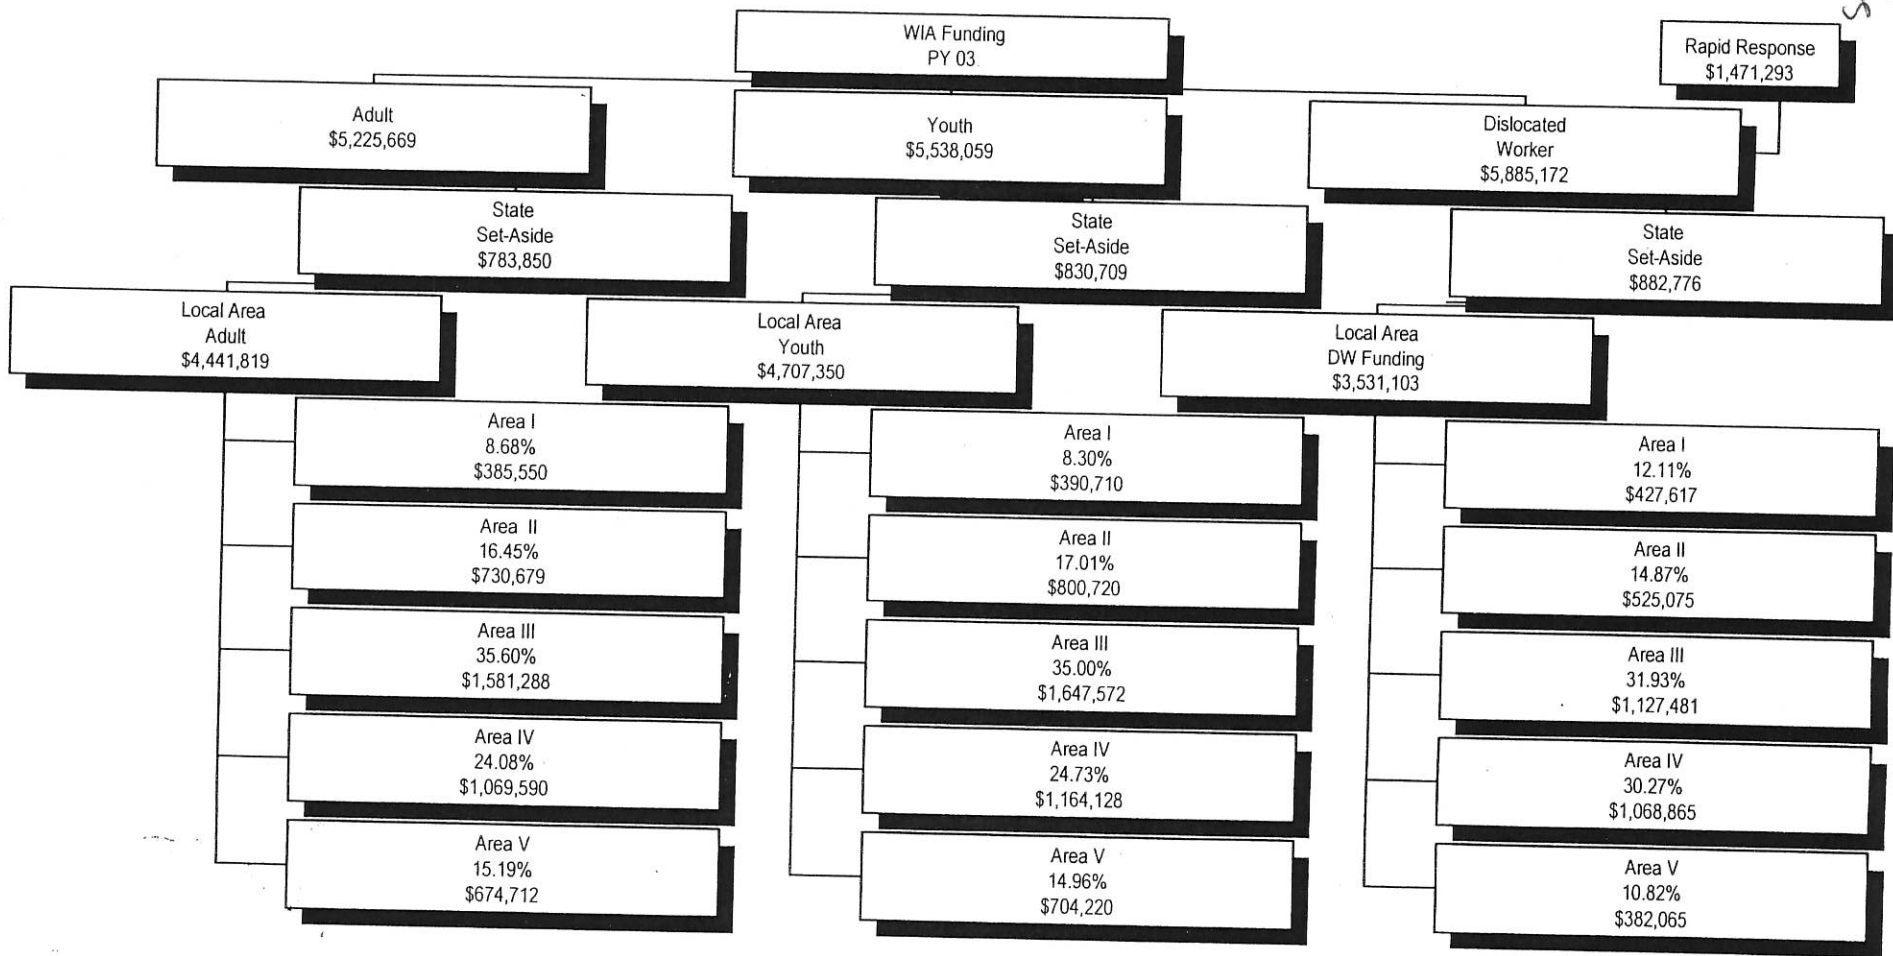 WIA Funding
PY 03
Rapid Response
$1,471,293
Adult
$5,225,669
Youth
$5,538,059
Dislocated
Worker
$5,885,172
State
Set-Aside
$783,850
State
Set-Aside
$830,709
State
Set-Aside
$882,776
Local Area
Adult
$4,441,819
Local Area
Youth
$4,707,350
Local Area
DW Funding
$3,531,103
Area I
8.68%
$385,550
Area II
16.45%
$730,679
Area III
35.60%
$1,581,288
Area IV
24.08%
$1,069,590
Area V
15.19%
$674,712
Area I
8.30%
$390,710
Area II
17.01%
$800,720
Area III
35.00%
$1,647,572
Area IV
24.73%
$1,164,128
Area V
14.96%
$704,220
Area I
12.11%
$427,617
Area II
14.87%
$525,075
Area III
31.93%
$1,127,481
Area IV
30.27%
$1,068,865
Area V
10.82%
$382,065